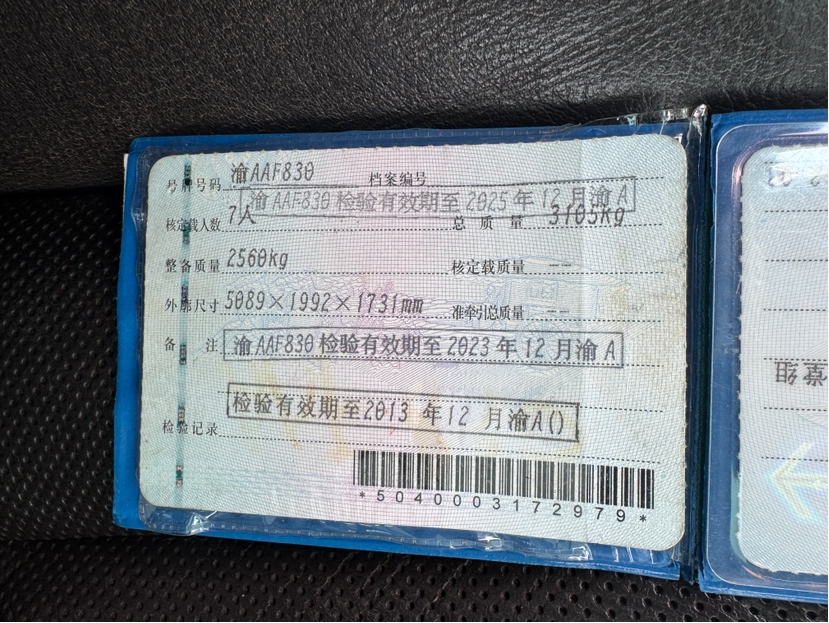 号牌号码 渝AAF830 档案编号
渝AAF830检验有效期至2025年12月渝A
核定载人数 7人 总质量 3105kg
整备质量 2560kg 核定载质量 --
外廓尺寸 5089×1992×1731mm 准牵引总质量 --
备注 渝AAF830检验有效期至2023年12月渝A
检验有效期至2013年12月渝A()
检验记录
*5040003172979*